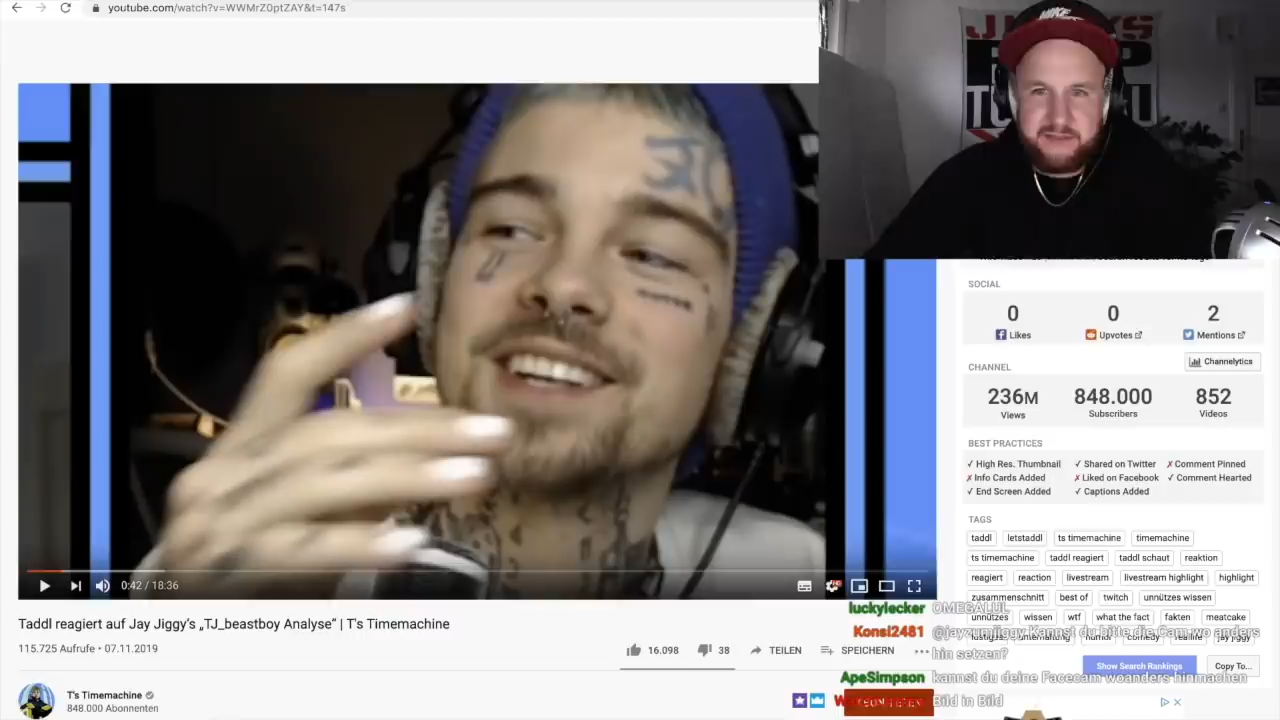 youtube.com/watch?v=WWMrZ0ptZAY&t=147s
SOCIAL
0 0 2
Likes Upvotes Mentions
CHANNEL
Channelytics
236M 848.000 852
Views Subscribers Videos
BEST PRACTICES
✓ High Res. Thumbnail ✓ Shared on Twitter ✗ Comment Pinned
✗ Info Cards Added ✗ Liked on Facebook ✓ Comment Hearted
✓ End Screen Added ✓ Captions Added
TAGS
taddl letstaddl ts timemachine timemachine
ts timemachine taddl reagiert taddl schaut reaktion
reagiert reaction livestream livestream highlight highlight
zusammenschnitt best of twitch unnützes wissen
unnützes wissen wtf what the fact fakten meatcake
humor comedy jay jiggy
Show Search Rankings Copy To...
0:42 / 18:36
Taddl reagiert auf Jay Jiggy's „TJ_beastboy Analyse" | T's Timemachine
115.725 Aufrufe • 07.11.2019
16.098 38 TEILEN SPEICHERN
T's Timemachine
848.000 Abonnenten
luckylecker OMEGALUL
Konsi2481 @jayzumjiggy Kannst du bitte die Cam wo anders
hin setzen?
ApeSimpson kannst du deine Facecam woanders hinmachen
Bild in Bild